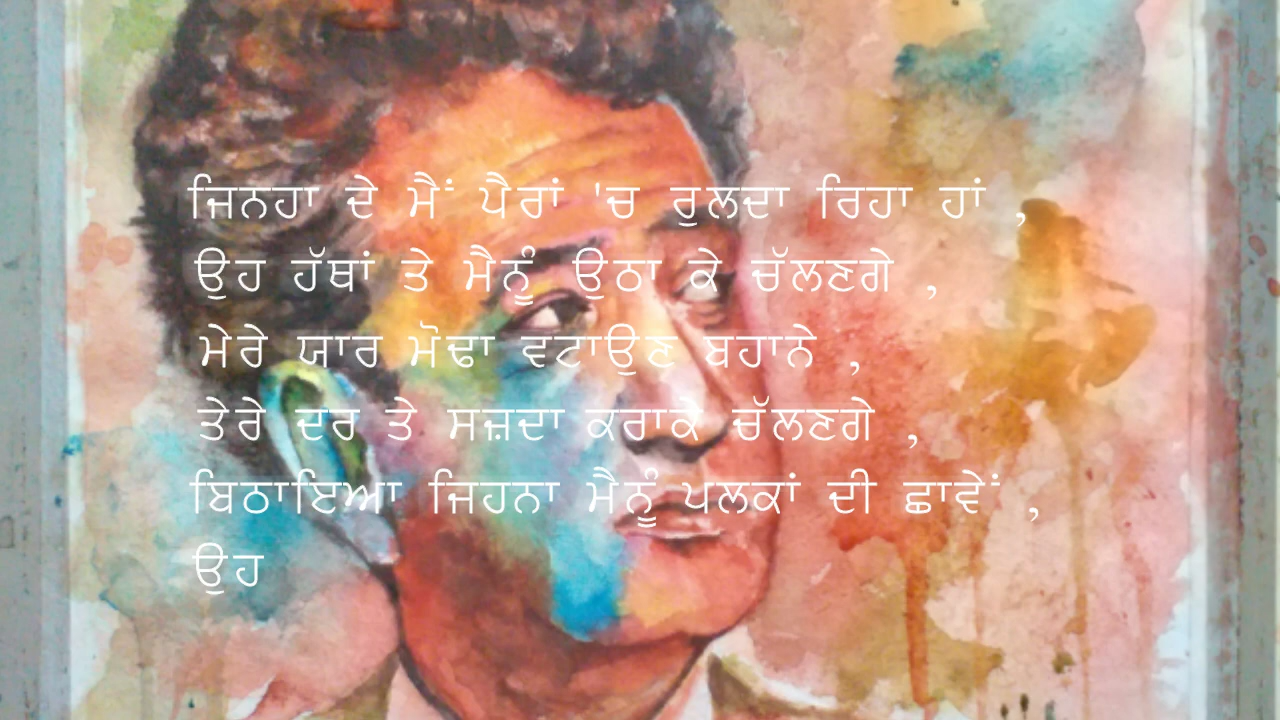 ਜਿਨਹਾ ਦੇ ਮੈਂ ਪੈਰਾਂ 'ਚ ਰੁਲਦਾ ਰਿਹਾ ਹਾਂ ,
ਉਹ ਹੱਥਾਂ ਤੇ ਮੈਨੂੰ ਉਠਾ ਕੇ ਚੱਲਣਗੇ ,
ਮੇਰੇ ਯਾਰ ਮੋਢਾ ਵਟਾਉਣ ਬਹਾਨੇ ,
ਤੇਰੇ ਦਰ ਤੇ ਸਜ਼ਦਾ ਕਰਾਕੇ ਚੱਲਣਗੇ ,
ਬਿਠਾਇਆ ਜਿਹਨਾ ਮੈਨੂੰ ਪਲਕਾਂ ਦੀ ਛਾਵੇਂ ,
ਉਹ